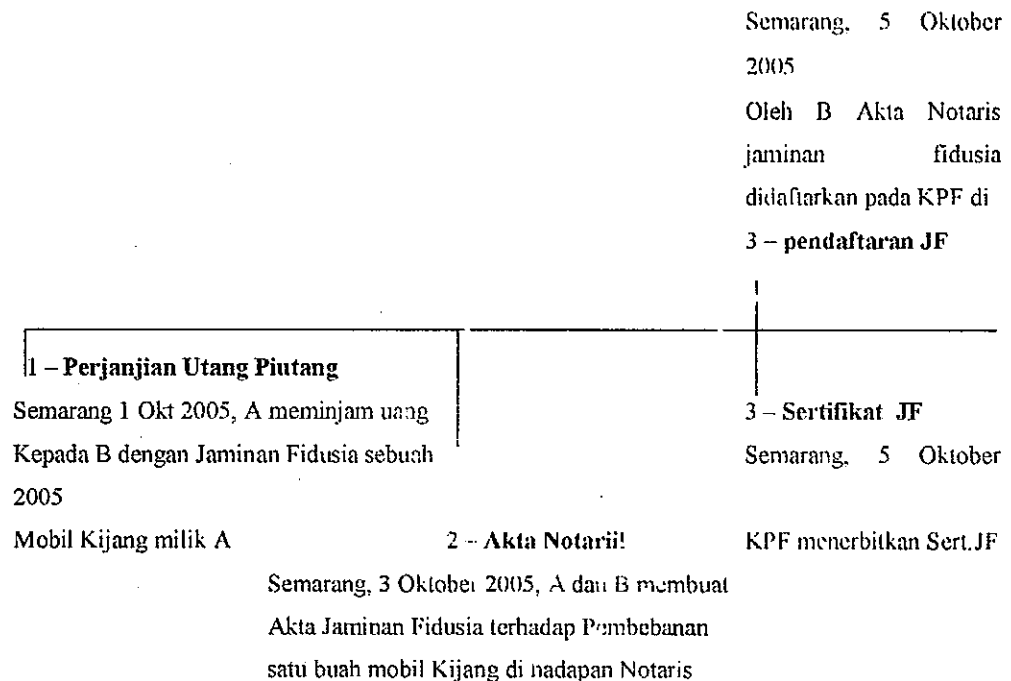 Semarang, 5 Oktober
2005
Oleh B Akta Notaris
jaminan fidusia
didaftarkan pada KPF di
3 – pendaftaran JF
1 – Perjanjian Utang Piutang
Semarang 1 Okt 2005, A meminjam uang
Kepada B dengan Jaminan Fidusia sebuah
2005
Mobil Kijang milik A
2 – Akta Notariil
Semarang, 3 Oktober 2005, A dan B membuat
Akta Jaminan Fidusia terhadap Pembebanan
satu buah mobil Kijang di hadapan Notaris
3 – Sertifikat JF
Semarang, 5 Oktober
KPF menerbitkan Sert.JF